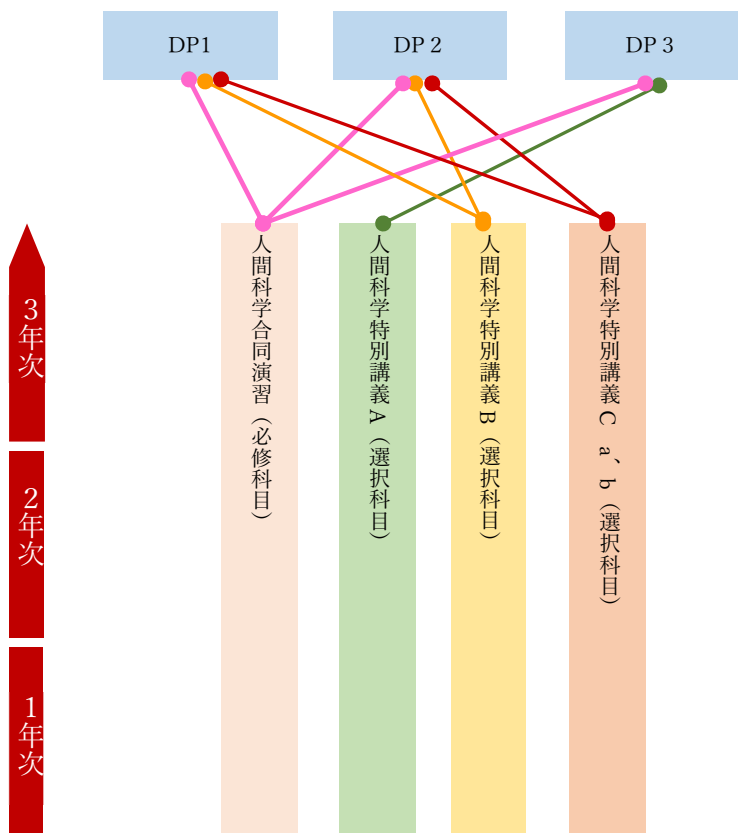 DP1
DP 2
DP 3
3年次
2年次
1年次
人間科学合同演習（必修科目）
人間科学特別講義 A（選択科目）
人間科学特別講義 B（選択科目）
人間科学特別講義 C a、b（選択科目）